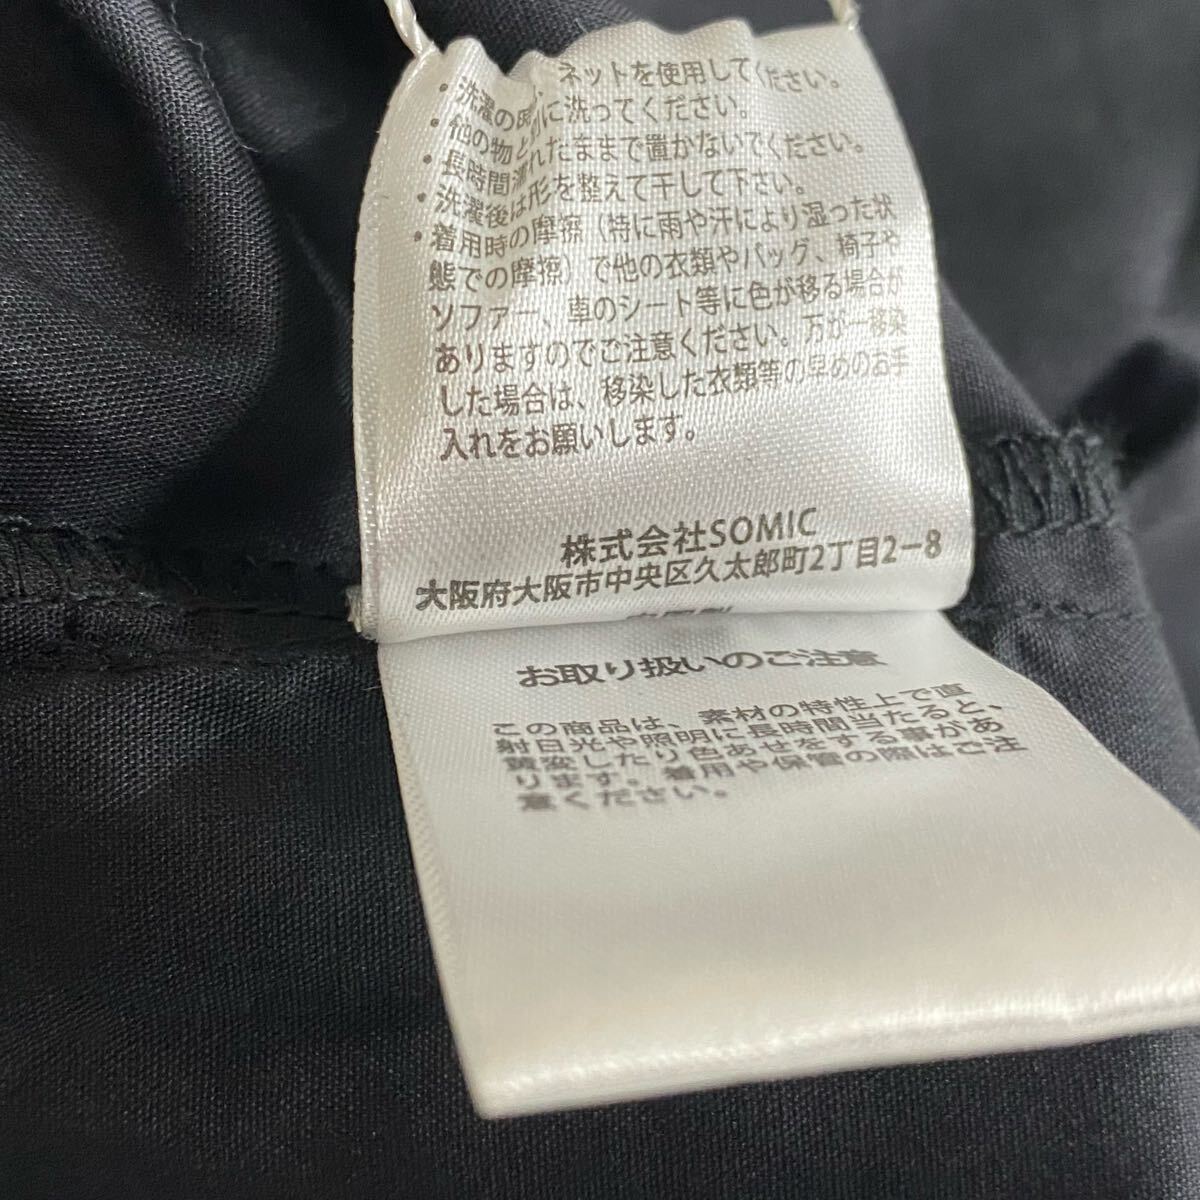 ・洗濯の時、ネットを使用してください。
・他の物と別に洗ってください。
・長時間濡れたままで置かないでください。
・洗濯後は形を整えて干して下さい。
・着用時の摩擦（特に雨や汗により湿った状
態での摩擦）で他の衣類やバッグ、椅子や
ソファー、車のシート等に色が移る場合が
ありますのでご注意ください。万が一移染
した場合は、移染した衣類等の早めのお手
入れをお願いします。
株式会社SOMIC
大阪府大阪市中央区久太郎町2丁目2-8
お取り扱いのご注意
この商品は、素材の特性上で直
射日光や照明に長時間当たると、
黄変したり色あせをする事があ
ります。着用や保管の際はご注
意ください。